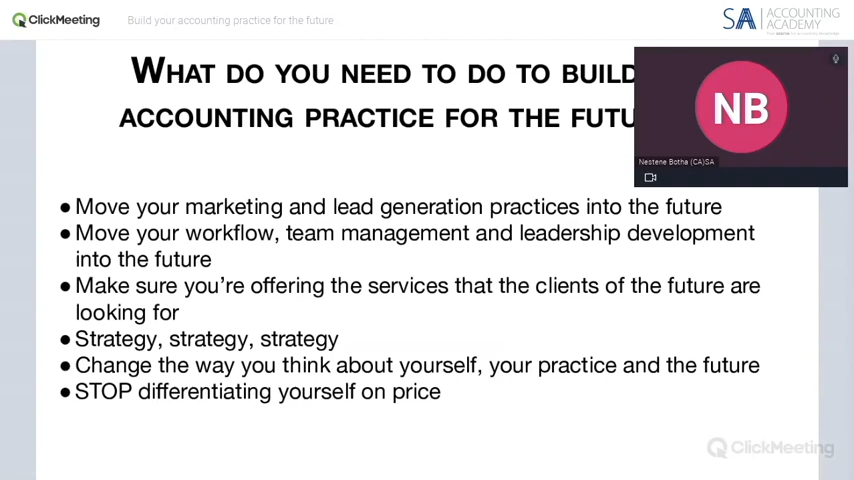 ClickMeeting
Build your accounting practice for the future
SAA ACCOUNTING
ACADEMY
WHAT DO YOU NEED TO DO TO BUILD
ACCOUNTING PRACTICE FOR THE FUTU
NB
Nestene Botha (CA)SA
●Move your marketing and lead generation practices into the future
●Move your workflow, team management and leadership development
into the future
●Make sure you're offering the services that the clients of the future are
looking for
●Strategy, strategy, strategy
●Change the way you think about yourself, your practice and the future
●STOP differentiating yourself on price
ClickMeeting